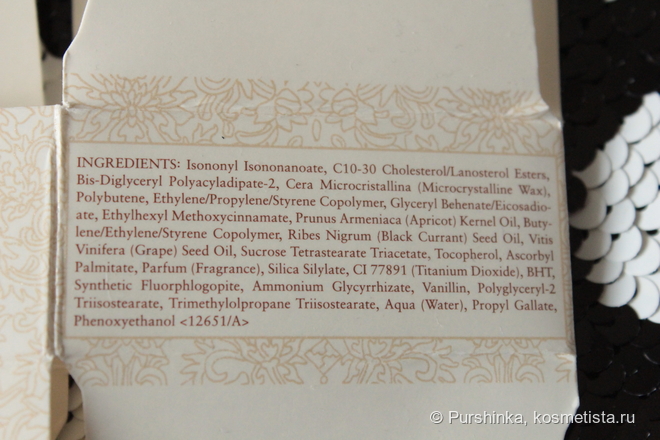 INGREDIENTS: Isononyl Isononanoate, C10-30 Cholesterol/Lanosterol Esters,
Bis-Diglyceryl Polyacyladipate-2, Cera Microcristallina (Microcrystalline Wax),
Polybutene, Ethylene/Propylene/Styrene Copolymer, Glyceryl Behenate/Eicosadio-
ate, Ethylhexyl Methoxycinnamate, Prunus Armeniaca (Apricot) Kernel Oil, Buty-
lene/Ethylene/Styrene Copolymer, Ribes Nigrum (Black Currant) Seed Oil, Vitis
Vinifera (Grape) Seed Oil, Sucrose Tetrastearate Triacetate, Tocopherol, Ascorbyl
Palmitate, Parfum (Fragrance), Silica Silylate, CI 77891 (Titanium Dioxide), BHT,
Synthetic Fluorphlogopite, Ammonium Glycyrrhizate, Vanillin, Polyglyceryl-2
Triisostearate, Trimethylolpropane Triisostearate, Aqua (Water), Propyl Gallate,
Phenoxyethanol <12651/A>
© Purshinka, kosmetista.ru